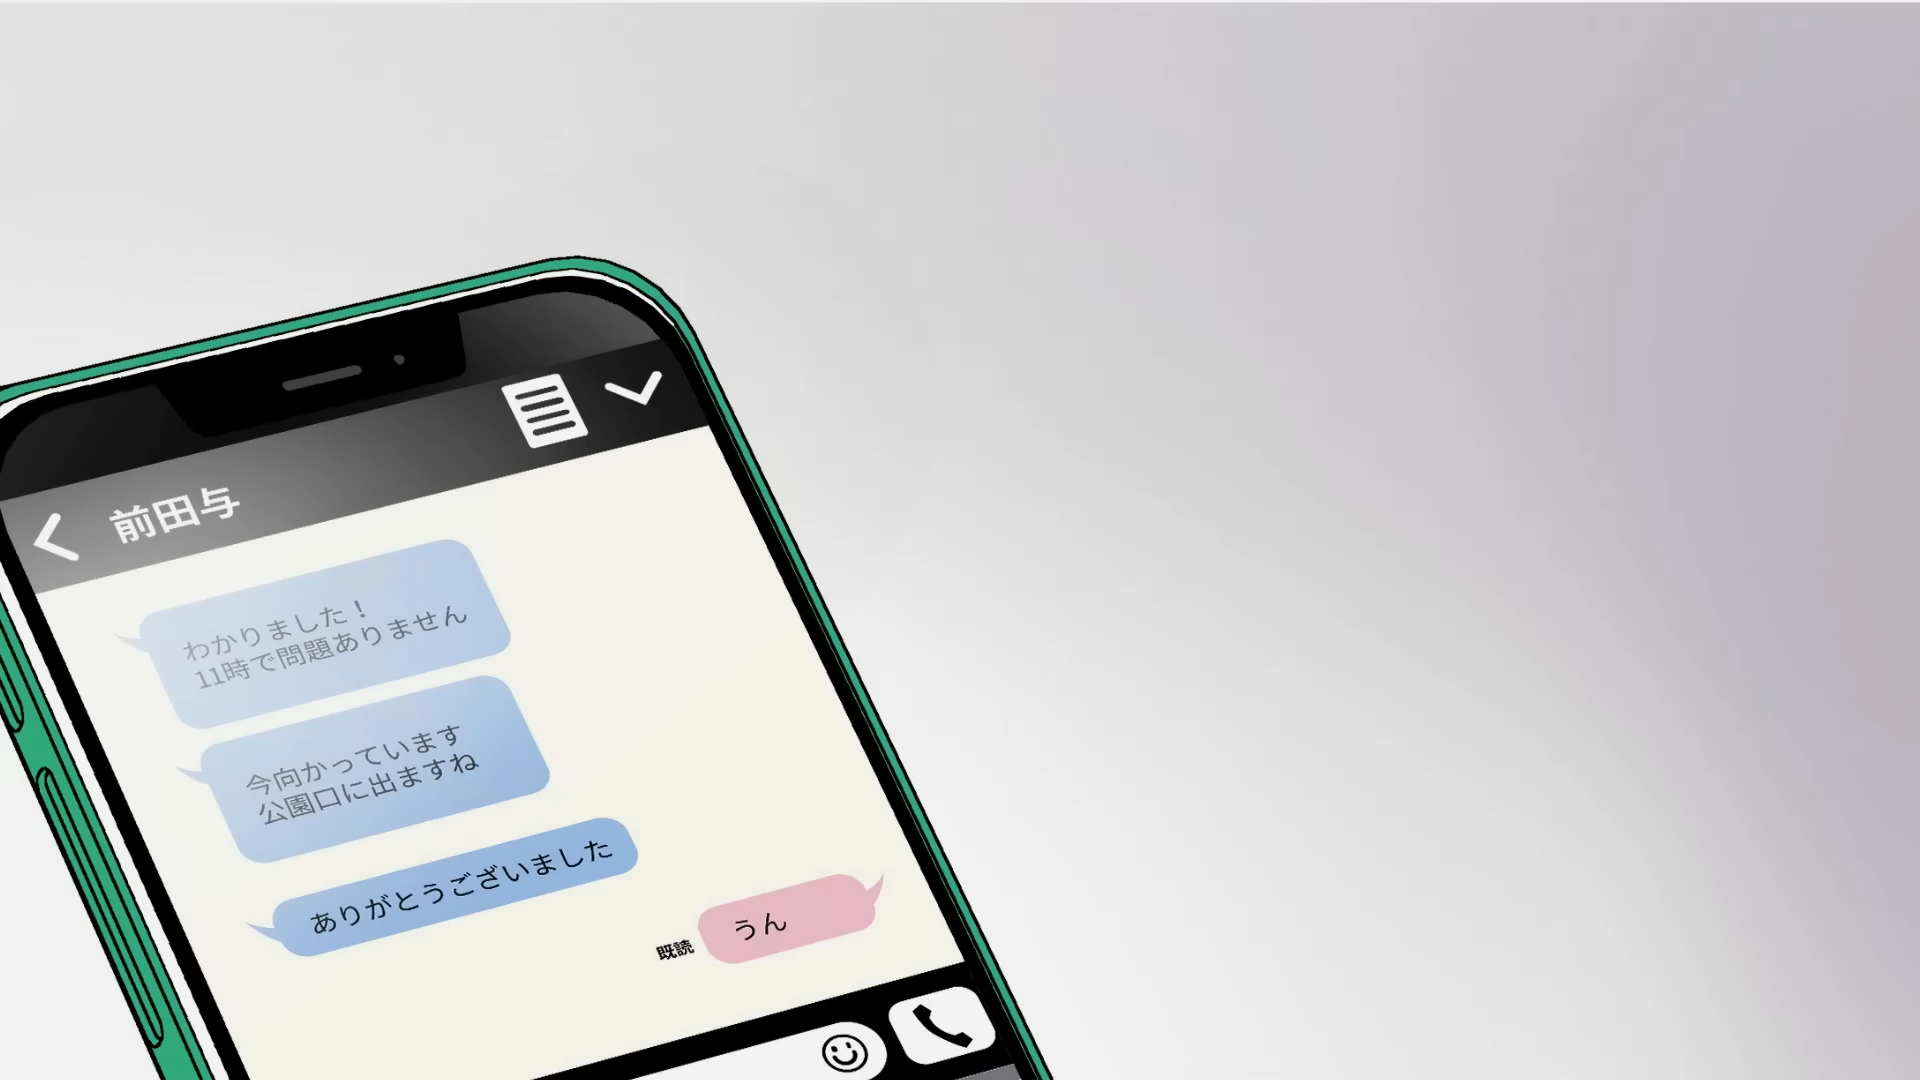 前田与
わかりました！
11時で問題ありません
今向かっています
公園口に出ますね
ありがとうございました
うん
既読